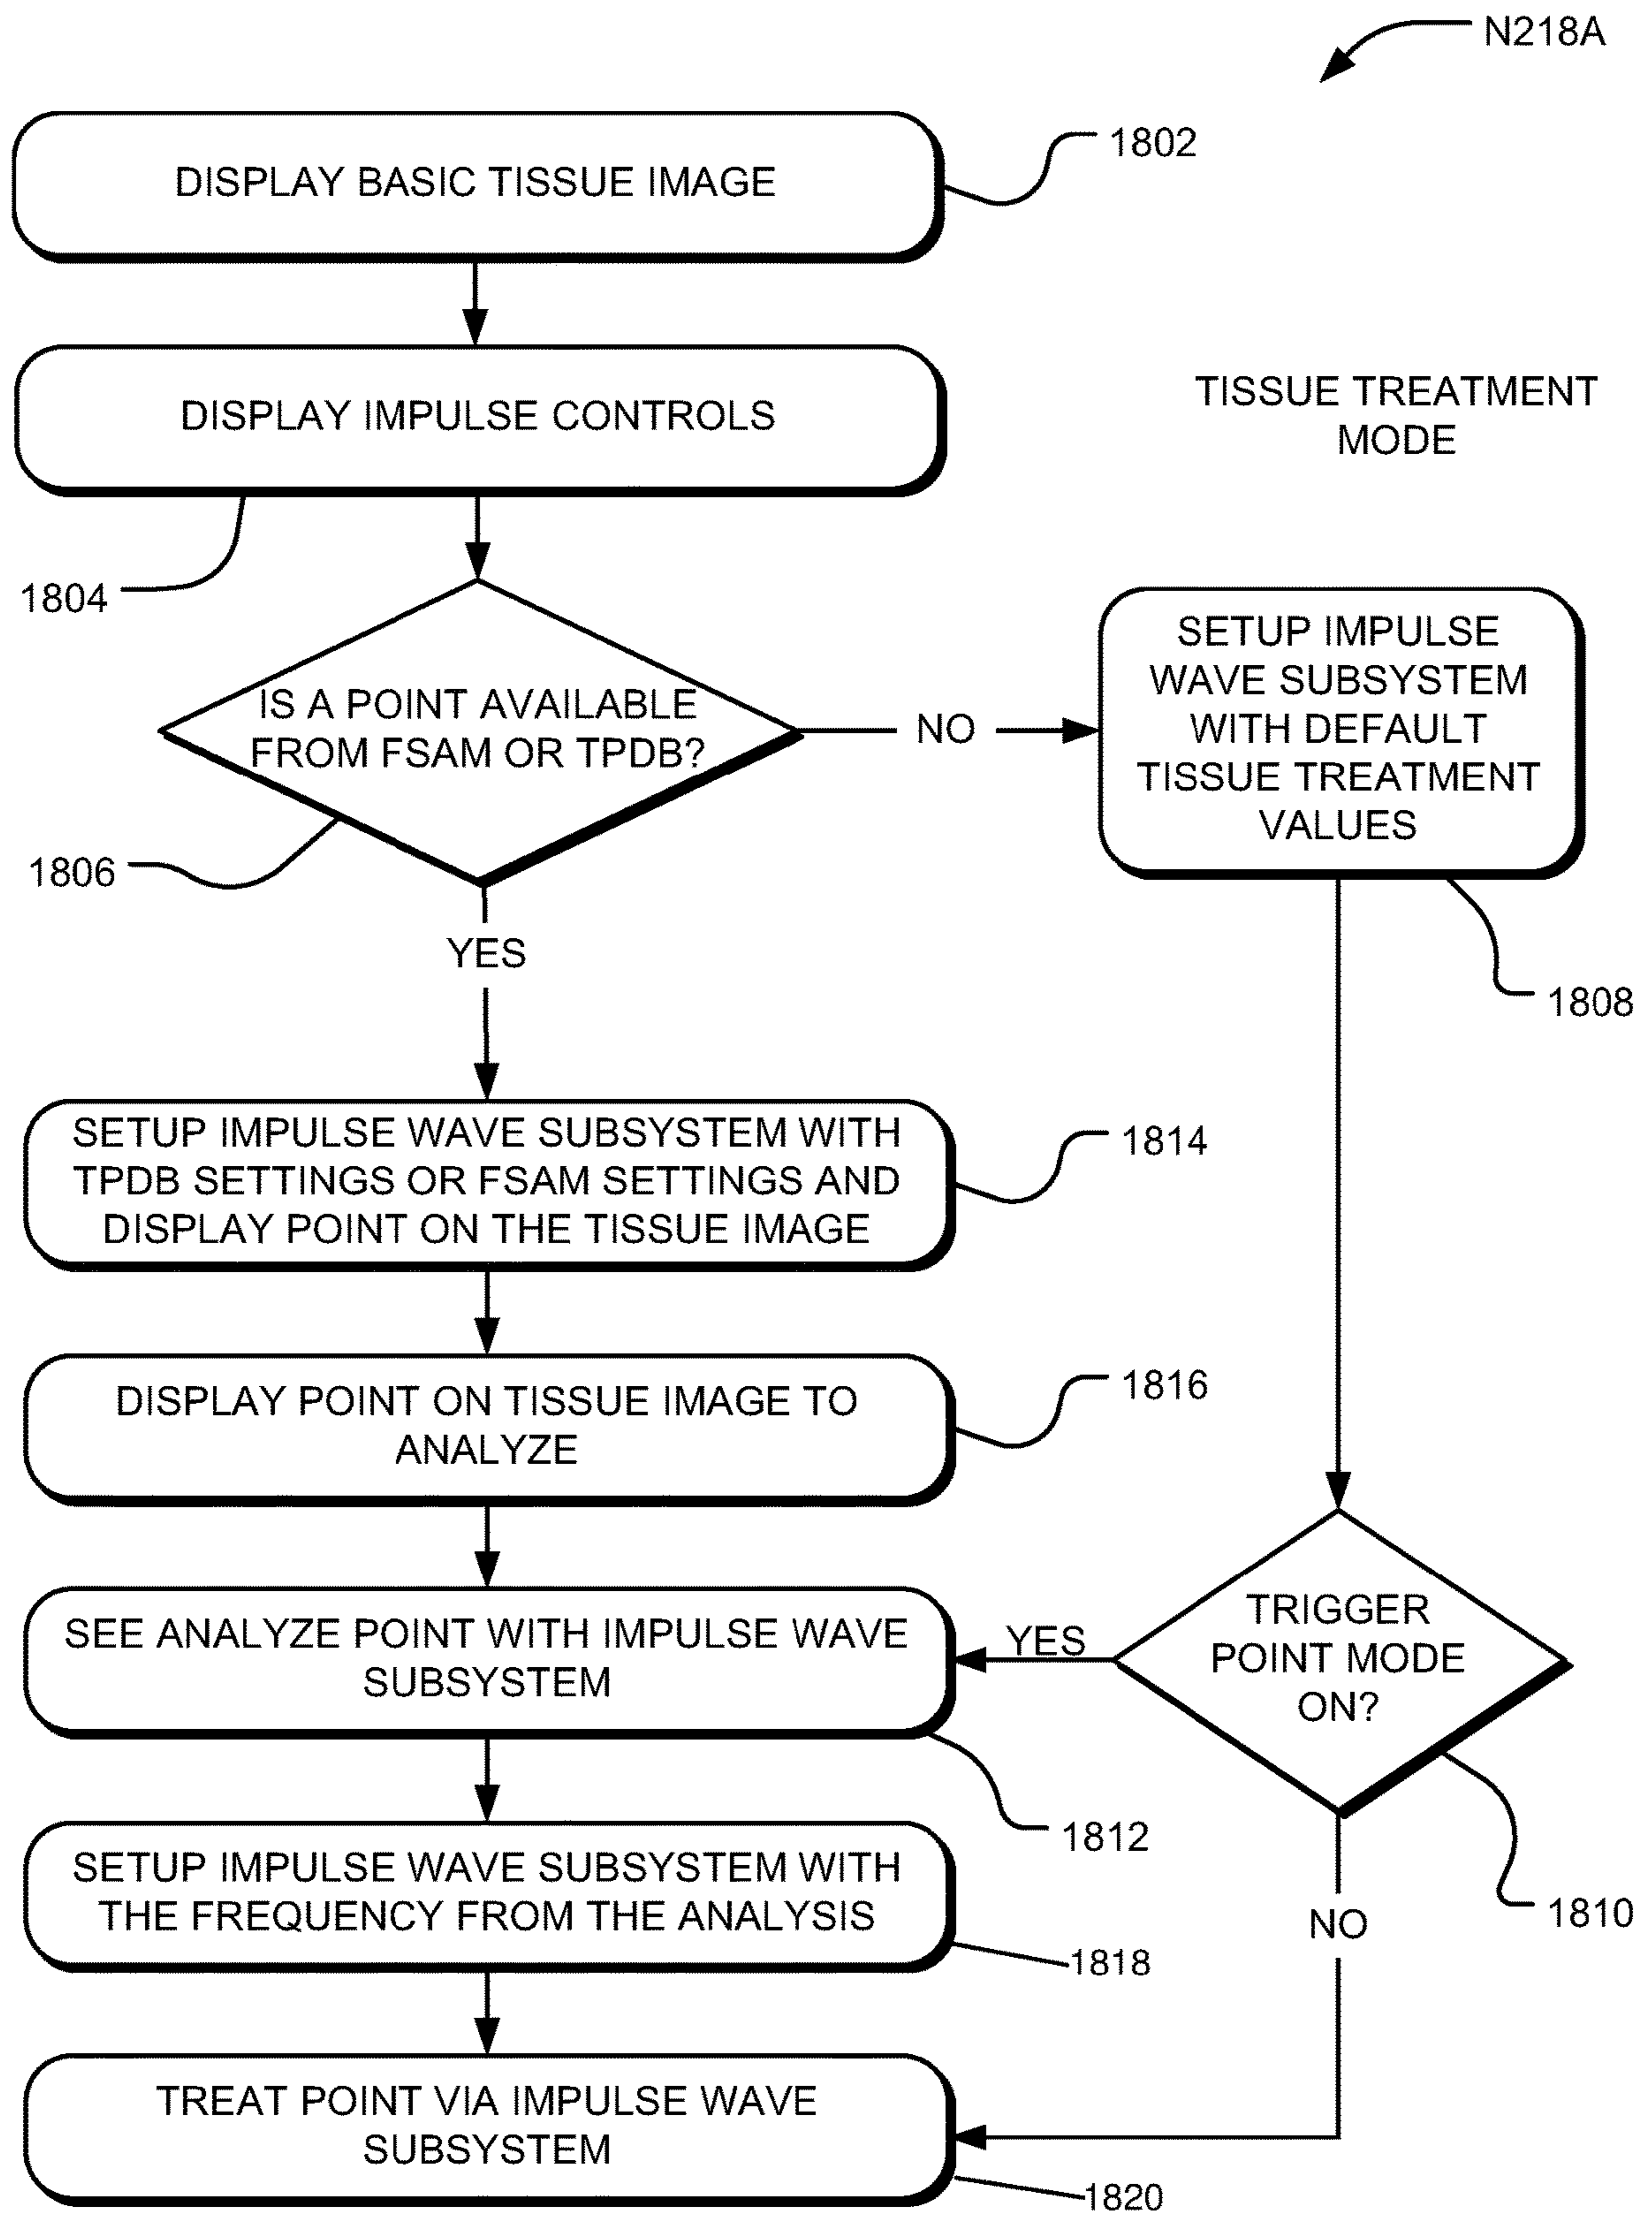 N218A
DISPLAY BASIC TISSUE IMAGE
1802
DISPLAY IMPULSE CONTROLS
TISSUE TREATMENT
MODE
1804
IS A POINT AVAILABLE
FROM FSAM OR TPDB?
NO
SETUP IMPULSE
WAVE SUBSYSTEM
WITH DEFAULT
TISSUE TREATMENT
VALUES
1806
YES
1808
SETUP IMPULSE WAVE SUBSYSTEM WITH
TPDB SETTINGS OR FSAM SETTINGS AND
DISPLAY POINT ON THE TISSUE IMAGE
1814
DISPLAY POINT ON TISSUE IMAGE TO
ANALYZE
1816
SEE ANALYZE POINT WITH IMPULSE WAVE
SUBSYSTEM
YES
TRIGGER
POINT MODE
ON?
1812
SETUP IMPULSE WAVE SUBSYSTEM WITH
THE FREQUENCY FROM THE ANALYSIS
1810
NO
1818
TREAT POINT VIA IMPULSE WAVE
SUBSYSTEM
1820